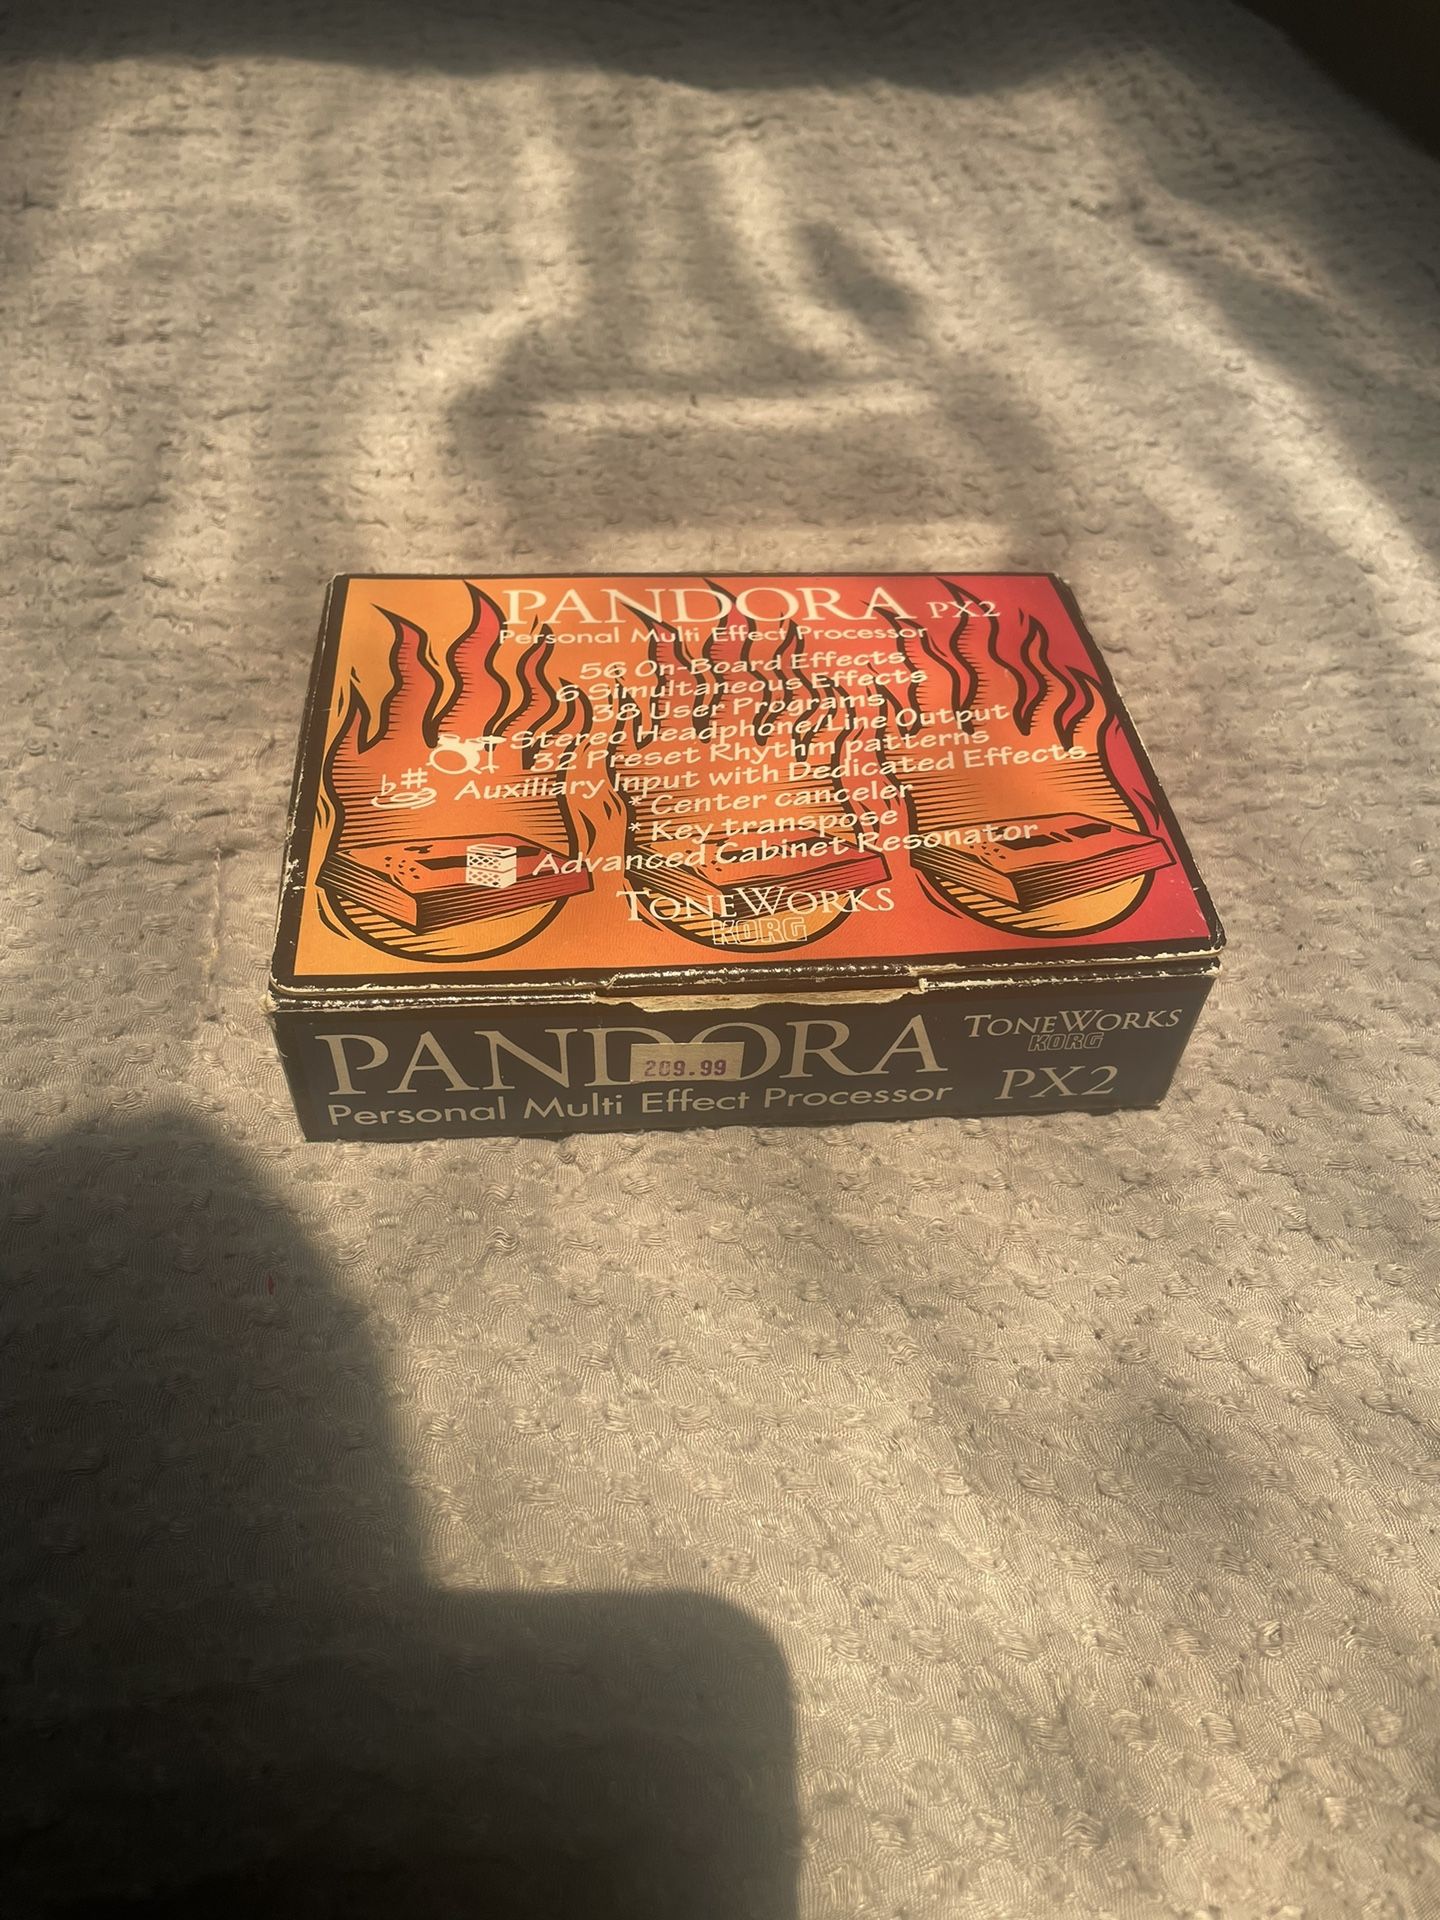 PANDORA PX2
Personal Multi Effect Processor
56 On-Board Effects
6 Simultaneous Effects
38 User Programs
Stereo Headphone/Line Output
32 Preset Rhythm patterns
b#
Auxiliary Input with Dedicated Effects
* Center canceler
* Key transpose
Advanced Cabinet Resonator
TONEWORKS
KORG
PANDORA
209.99
Personal Multi Effect Processor
TONEWORKS
KORG
PX2